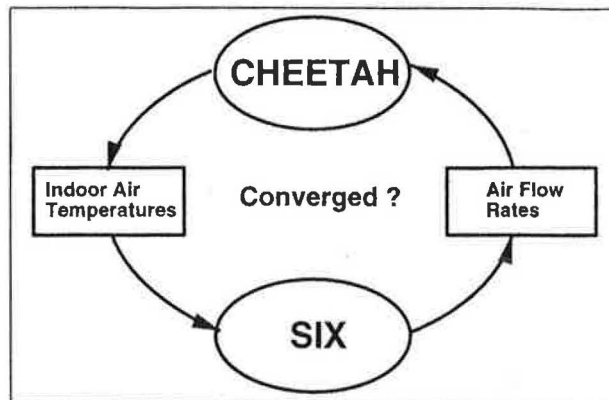 CHEETAH
Indoor Air
Temperatures
Converged ?
Air Flow
Rates
SIX